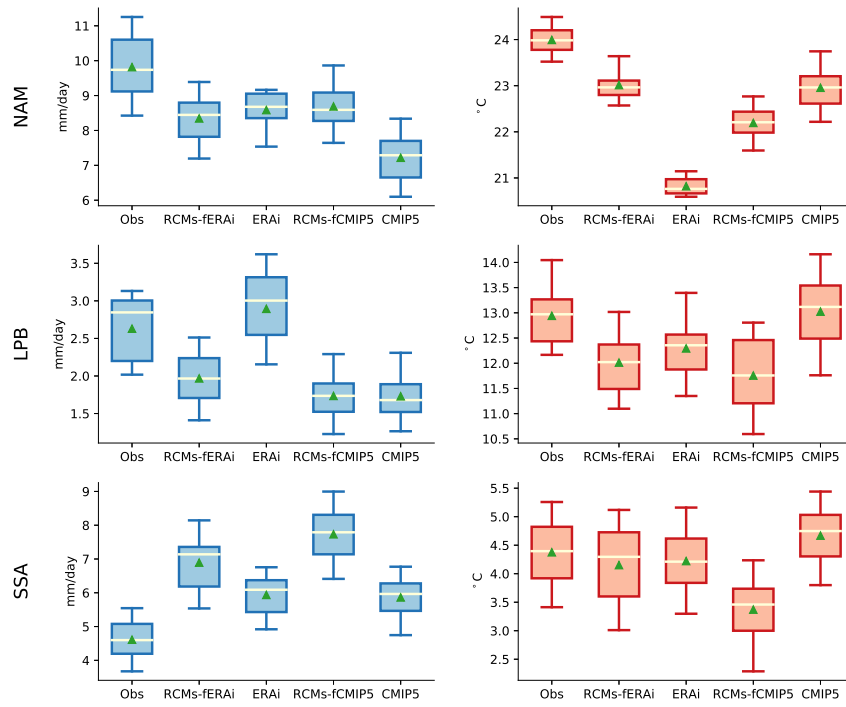 NAM
mm/day
11
10
9
8
7
6
Obs RCMs-fERAi ERAi RCMs-fCMIP5 CMIP5
°C
24
23
22
21
Obs RCMs-fERAi ERAi RCMs-fCMIP5 CMIP5
LPB
mm/day
3.5
3.0
2.5
2.0
1.5
Obs RCMs-fERAi ERAi RCMs-fCMIP5 CMIP5
°C
14.0
13.5
13.0
12.5
12.0
11.5
11.0
10.5
Obs RCMs-fERAi ERAi RCMs-fCMIP5 CMIP5
SSA
mm/day
9
8
7
6
5
4
Obs RCMs-fERAi ERAi RCMs-fCMIP5 CMIP5
°C
5.5
5.0
4.5
4.0
3.5
3.0
2.5
Obs RCMs-fERAi ERAi RCMs-fCMIP5 CMIP5